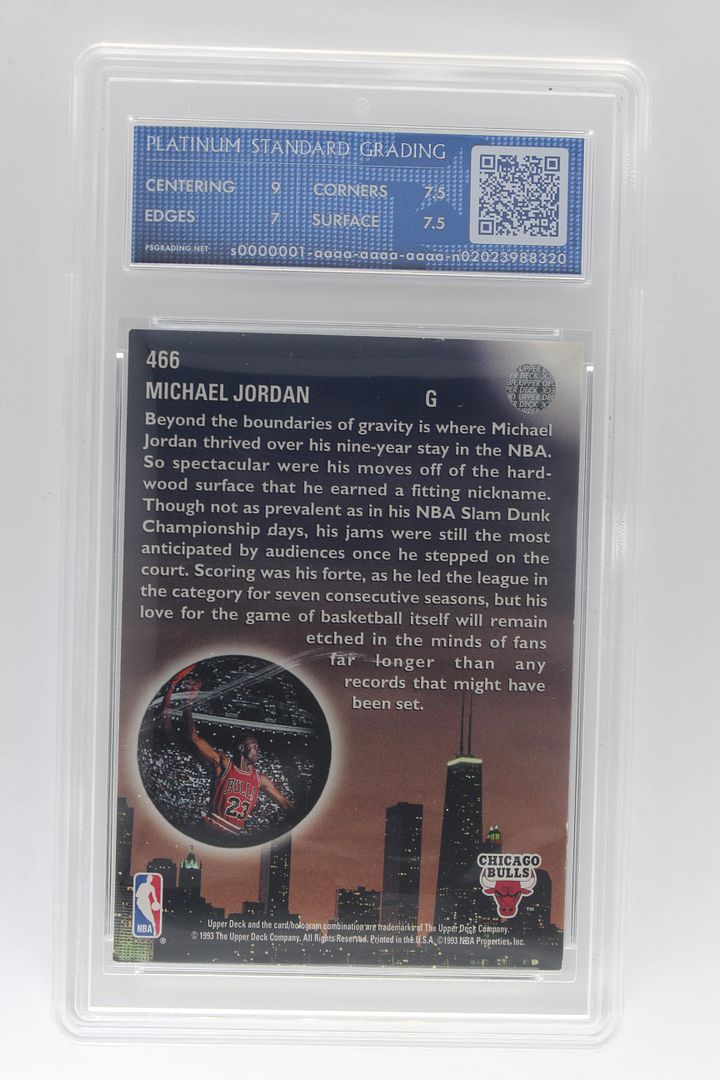 PLATINUM STANDARD GRADING
CENTERING 9 CORNERS 7.5
EDGES 7 SURFACE 7.5
PSGRADING.NET s0000001-aaaa-aaaa-aaaa-n02023988320
466
MICHAEL JORDAN G
UPPER DECK
Beyond the boundaries of gravity is where Michael
Jordan thrived over his nine-year stay in the NBA.
So spectacular were his moves off of the hard-
wood surface that he earned a fitting nickname.
Though not as prevalent as in his NBA Slam Dunk
Championship days, his jams were still the most
anticipated by audiences once he stepped on the
court. Scoring was his forte, as he led the league in
the category for seven consecutive seasons, but his
love for the game of basketball itself will remain
etched in the minds of fans
far longer than any
records that might have
been set.
BULLS
23
CHICAGO
BULLS
TM
NBA
®
Upper Deck and the card/hologram combination are trademarks of The Upper Deck Company.
© 1993 The Upper Deck Company. All Rights Reserved. Printed in the U.S.A. ©1993 NBA Properties, Inc.